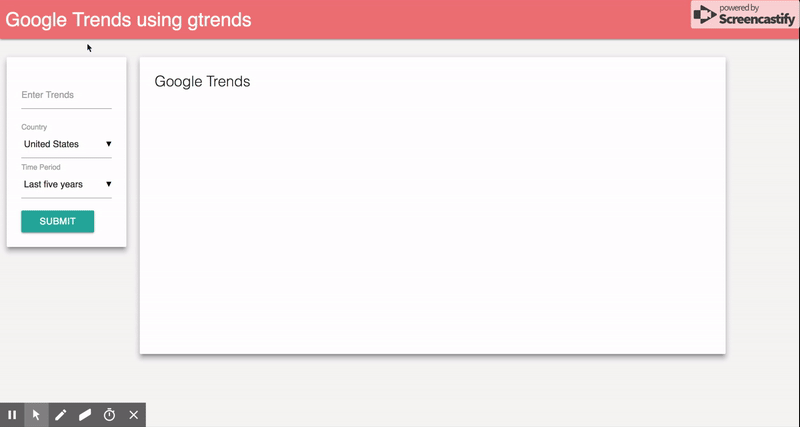 Google Trends using gtrends
powered by
Screencastify
Enter Trends
Country
United States
Time Period
Last five years
SUBMIT
Google Trends